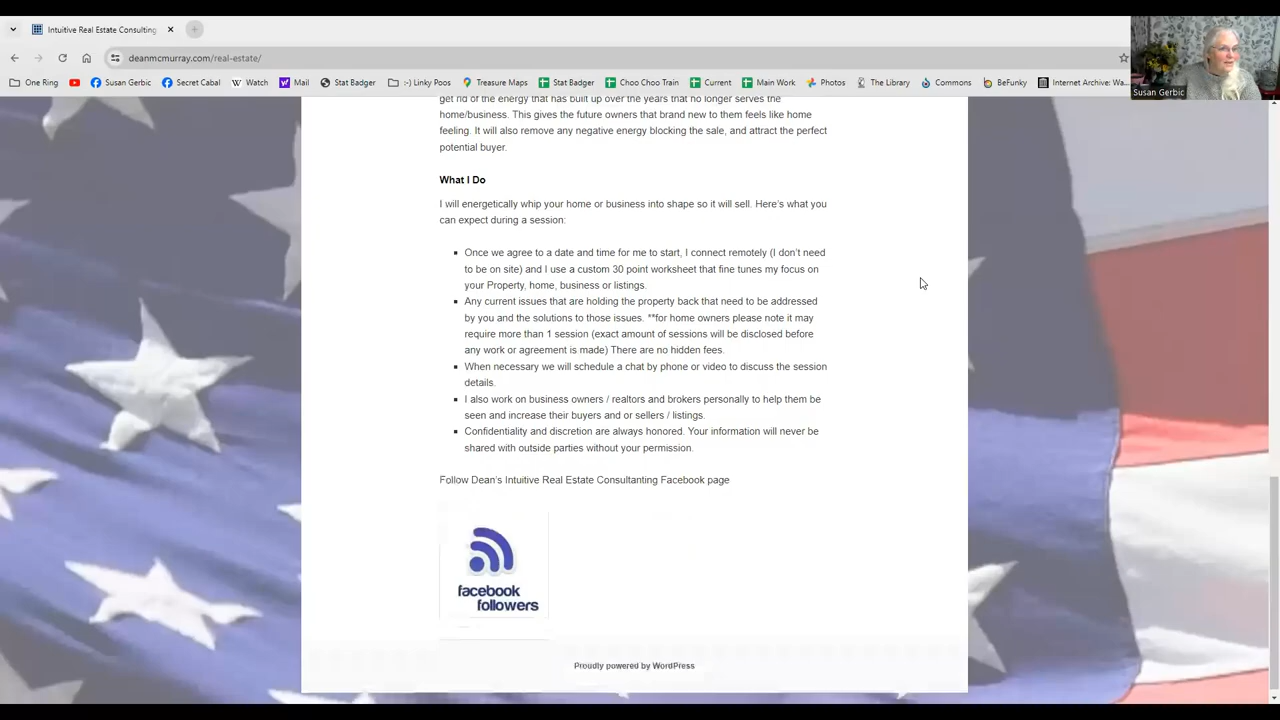 Intuitive Real Estate Consulting
deanmcmurray.com/real-estate/
One Ring
Susan Gerbic
Secret Cabal
Watch
Mail
Stat Badger
:-) Linky Poos
Treasure Maps
Stat Badger
Choo Choo Train
Current
Main Work
Photos
The Library
Commons
BeFunky
Internet Archive: Wa
Susan Gerbic
get rid of the energy that has built up over the years that no longer serves the
home/business. This gives the future owners that brand new to them feels like home
feeling. It will also remove any negative energy blocking the sale, and attract the perfect
potential buyer.
What I Do
I will energetically whip your home or business into shape so it will sell. Here's what you
can expect during a session:
Once we agree to a date and time for me to start, I connect remotely (I don't need
to be on site) and I use a custom 30 point worksheet that fine tunes my focus on
your Property, home, business or listings.
Any current issues that are holding the property back that need to be addressed
by you and the solutions to those issues. **for home owners please note it may
require more than 1 session (exact amount of sessions will be disclosed before
any work or agreement is made) There are no hidden fees.
When necessary we will schedule a chat by phone or video to discuss the session
details.
I also work on business owners / realtors and brokers personally to help them be
seen and increase their buyers and or sellers / listings.
Confidentiality and discretion are always honored. Your information will never be
shared with outside parties without your permission.
Follow Dean's Intuitive Real Estate Consultanting Facebook page
facebook
followers
Proudly powered by WordPress